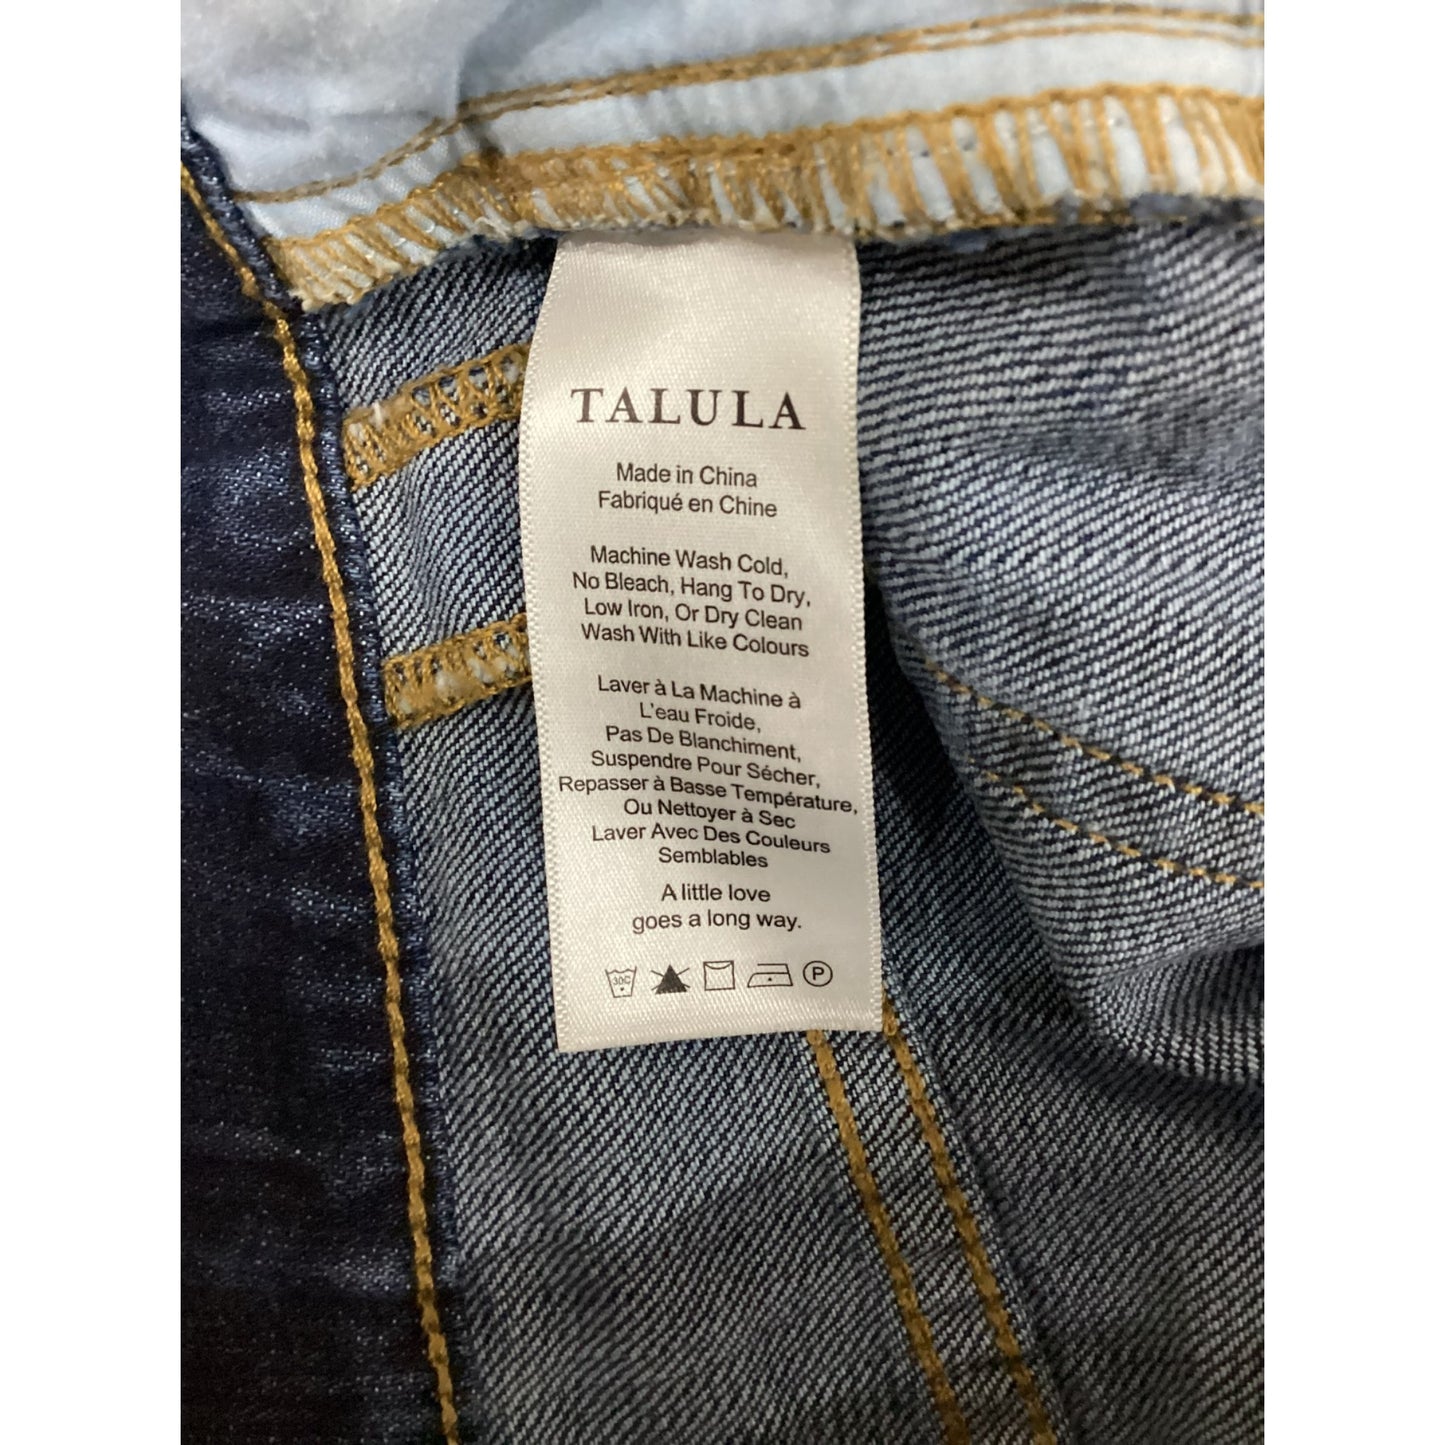 TALULA
Made in China
Fabriqué en Chine
Machine Wash Cold,
No Bleach, Hang To Dry,
Low Iron, Or Dry Clean
Wash With Like Colours
Laver à La Machine à
L'eau Froide,
Pas De Blanchiment,
Suspendre Pour Sécher,
Repasser à Basse Température,
Ou Nettoyer à Sec
Laver Avec Des Couleurs
Semblables
A little love
goes a long way.
30C P